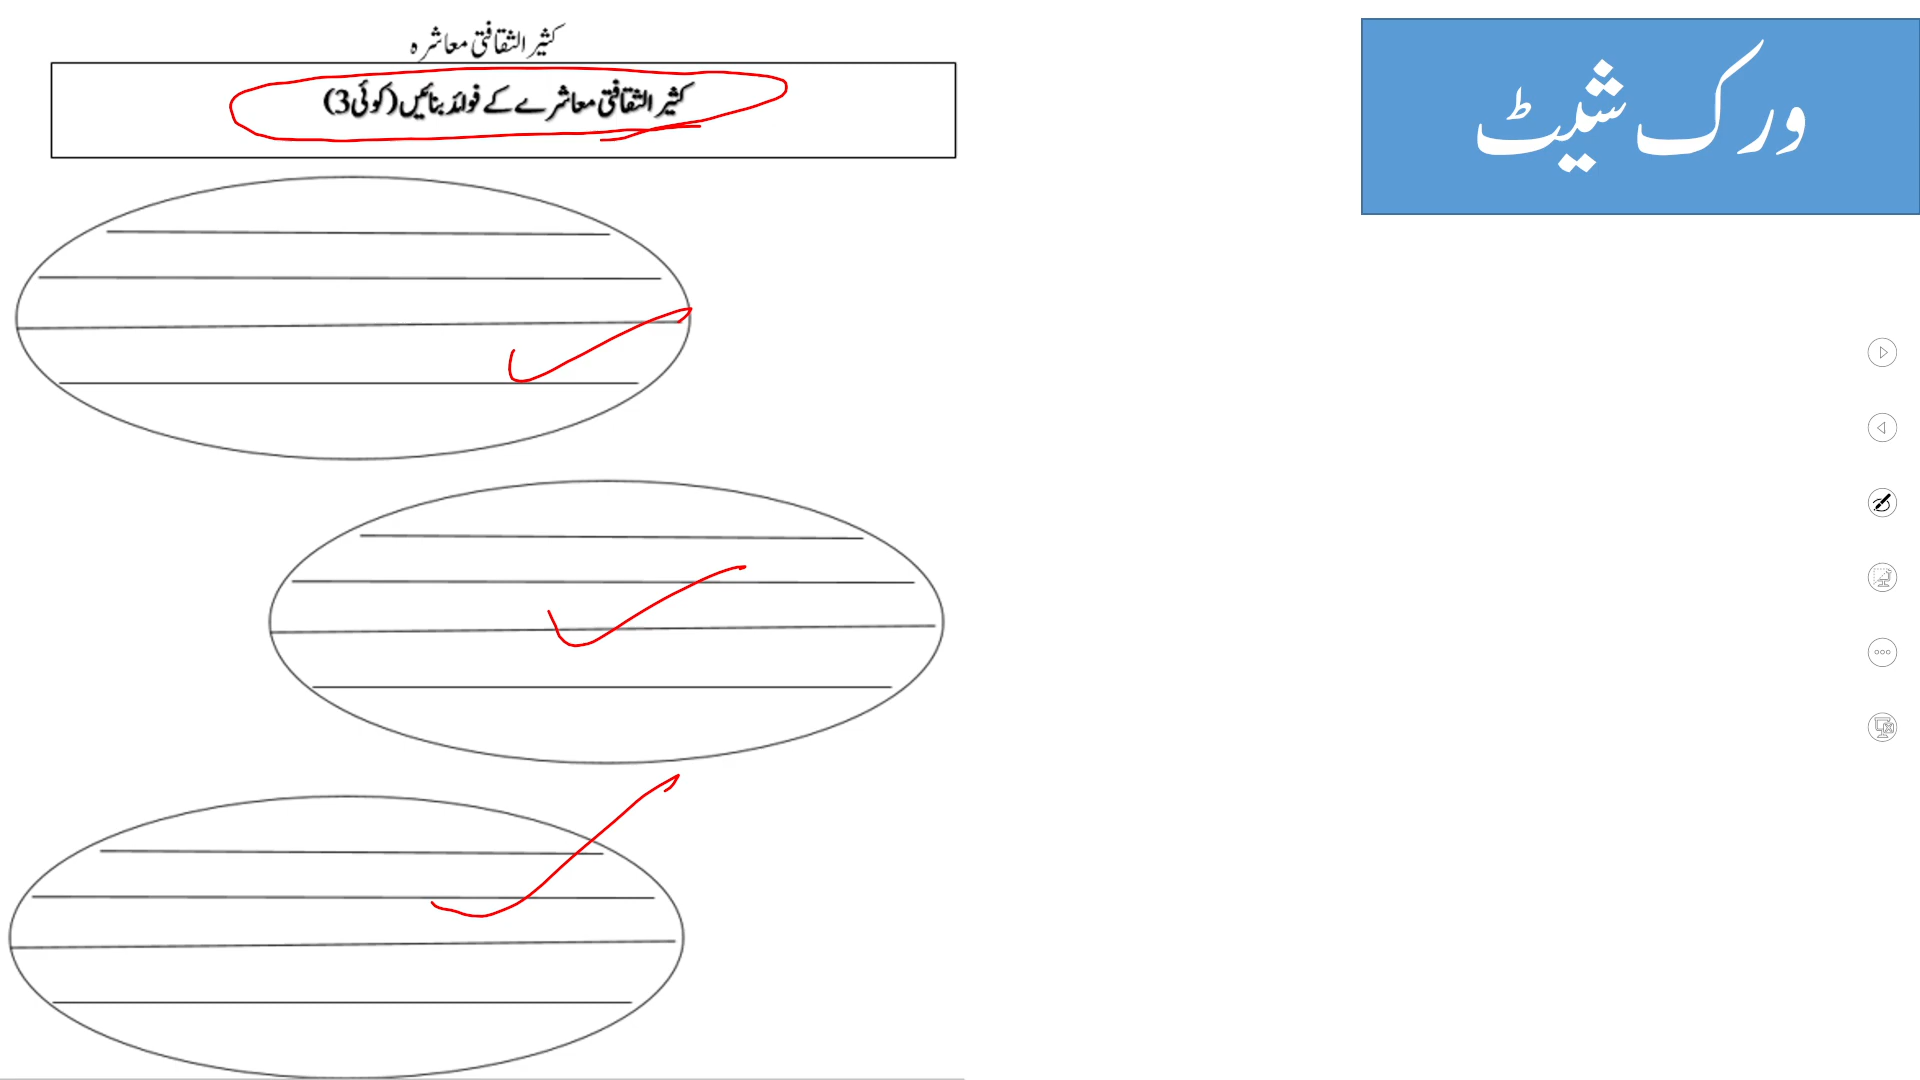 ورک شیٹ
کثیر الثقافتی معاشرہ
کثیر الثقافتی معاشرے کے فوائد بتائیں (کوئی 3)